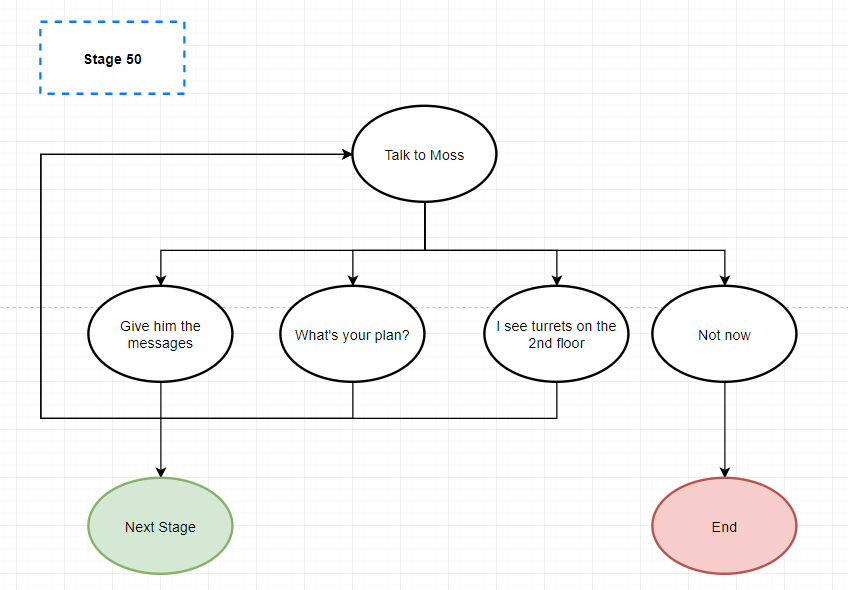 Stage 50
Talk to Moss
Give him the
messages
What's your plan?
I see turrets on the
2nd floor
Not now
Next Stage
End